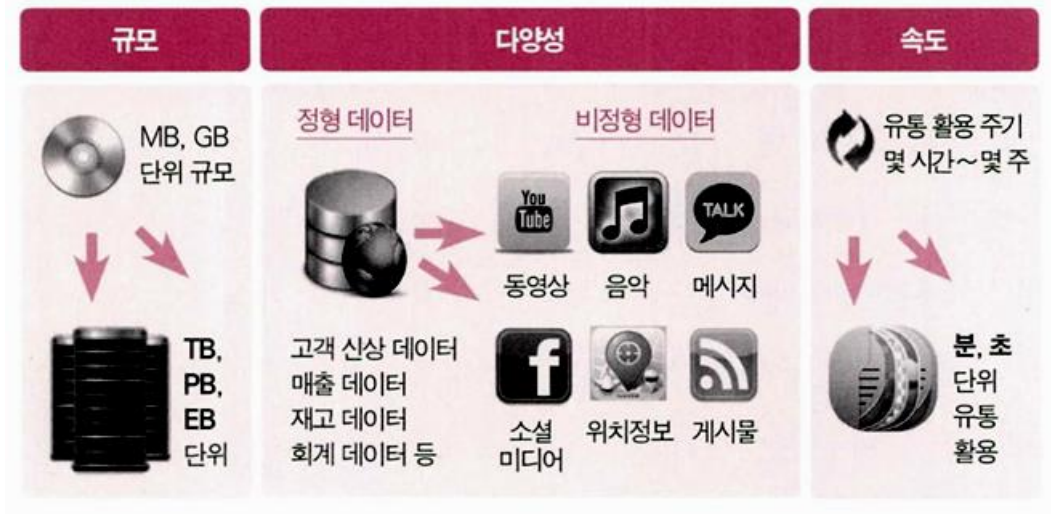 규모
MB, GB
단위 규모
TB,
PB,
EB
단위
다양성
정형 데이터
고객 신상 데이터
매출 데이터
재고 데이터
회계 데이터 등
비정형 데이터
You
Tube
동영상
음악
TALK
메시지
f
소셜
미디어
위치정보
게시물
속도
유통 활용 주기
몇 시간~몇 주
분, 초
단위
유통
활용